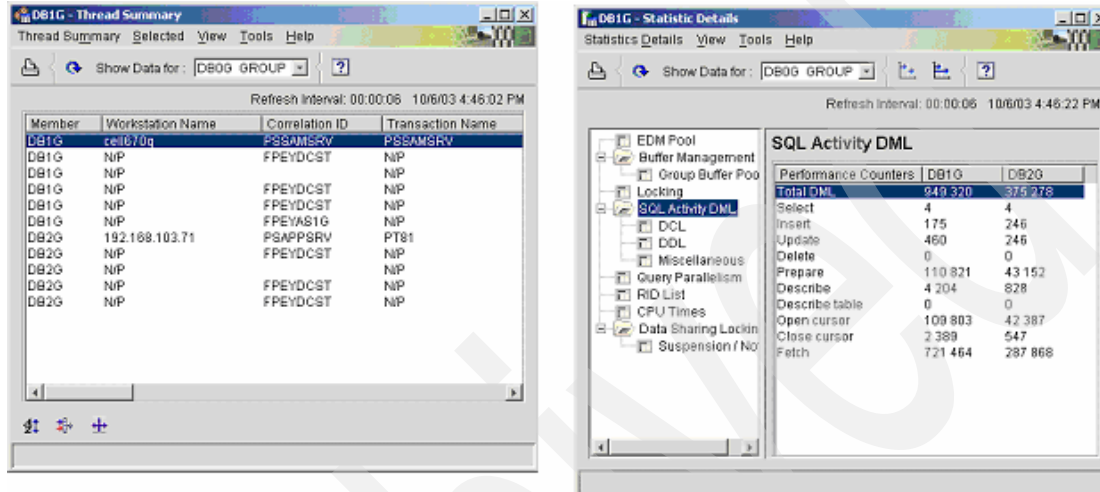 DB1G - Thread Summary
Thread Summary Selected View Tools Help
Show Data for : DB0G GROUP
Refresh Interval: 00:00:06 10/6/03 4:46:02 PM
Member Workstation Name Correlation ID Transaction Name
DB1G cell670q PSSAMSRV PSSAMSRV
DB1G N/P FPEYDCST N/P
DB1G N/P N/P
DB1G N/P FPEYDCST N/P
DB1G N/P FPEYDCST N/P
DB1G N/P FPEYAS1G N/P
DB2G 192.168.103.71 PSAPPSRV PT81
DB2G N/P FPEYDCST N/P
DB2G N/P N/P
DB2G N/P FPEYDCST N/P
DB2G N/P FPEYDCST N/P
DB1G - Statistic Details
Statistics Details View Tools Help
Show Data for : DB0G GROUP
Refresh Interval: 00:00:06 10/6/03 4:46:22 PM
EDM Pool
Buffer Management
Group Buffer Poo
Locking
SQL Activity DML
DCL
DDL
Miscellaneous
Query Parallelism
RID List
CPU Times
Data Sharing Lockin
Suspension / No
SQL Activity DML
Performance Counters DB1G DB2G
Total DML 949 320 375 278
Select 4 4
Insert 175 246
Update 460 246
Delete 0 0
Prepare 110 821 43 152
Describe 4 204 828
Describe table 0 0
Open cursor 109 803 42 387
Close cursor 2 389 547
Fetch 721 464 287 868